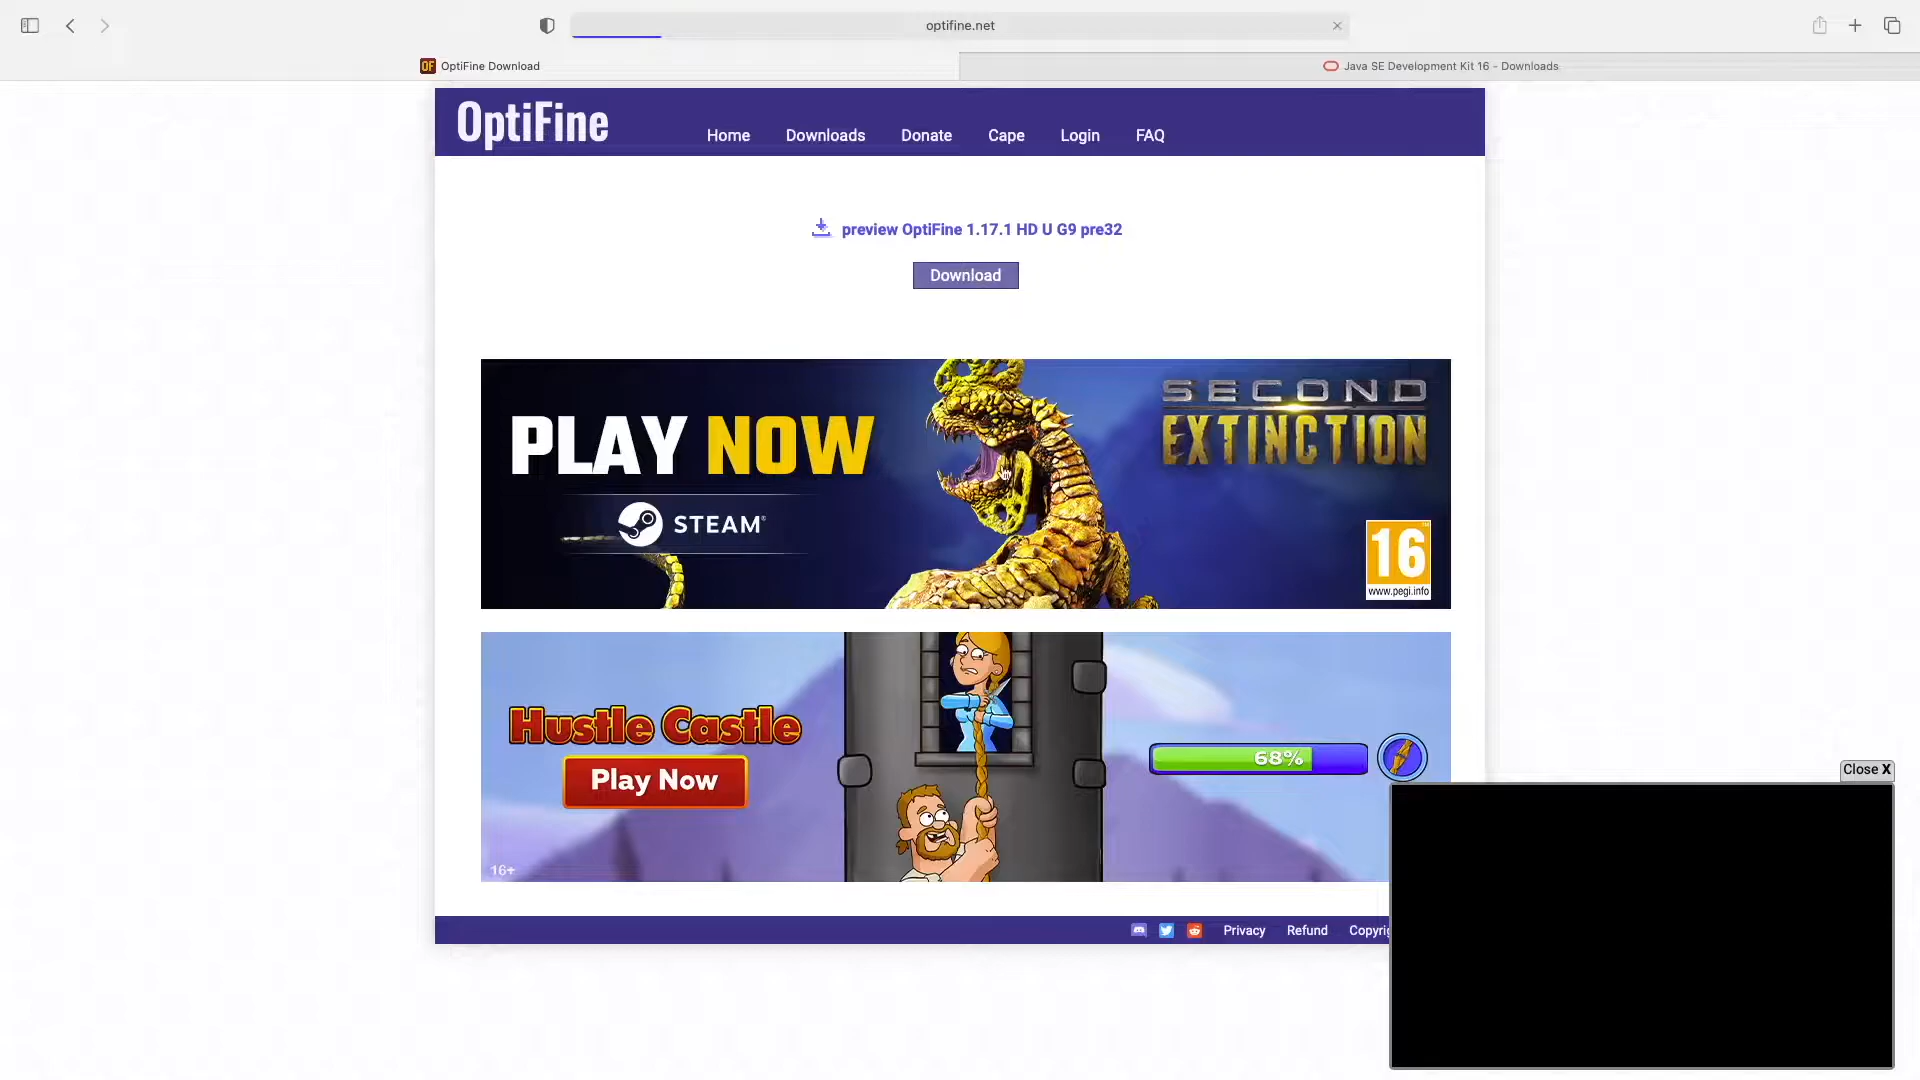 optifine.net
OptiFine Download
Java SE Development Kit 16 - Downloads
OptiFine
Home
Downloads
Donate
Cape
Login
FAQ
preview OptiFine 1.17.1 HD U G9 pre32
Download
PLAY NOW
STEAM®
SECOND
EXTINCTION
16
www.pegi.info
Hustle Castle
Play Now
68%
16+
Close X
Privacy
Refund
Copyrig